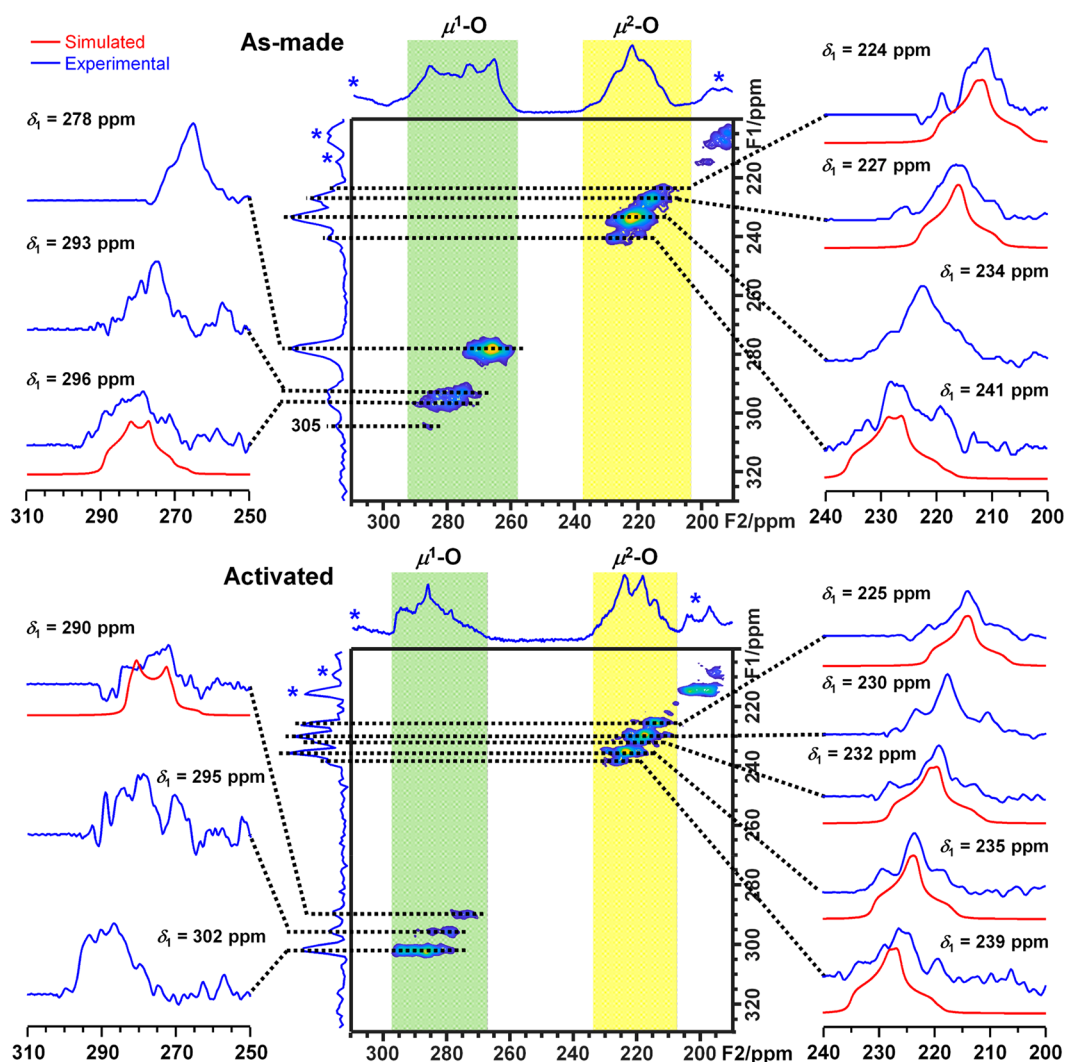 Simulated
Experimental
As-made
μ¹-O
μ²-O
*
*
*
*
δ₁ = 278 ppm
δ₁ = 293 ppm
δ₁ = 296 ppm
310 290 270 250
305
F1/ppm
220
240
260
280
300
320
300 280 260 240 220 200 F2/ppm
δ₁ = 224 ppm
δ₁ = 227 ppm
δ₁ = 234 ppm
δ₁ = 241 ppm
240 230 220 210 200
Activated
μ¹-O
μ²-O
*
*
*
*
δ₁ = 290 ppm
δ₁ = 295 ppm
δ₁ = 302 ppm
310 290 270 250
F1/ppm
220
240
260
280
300
320
300 280 260 240 220 200 F2/ppm
δ₁ = 225 ppm
δ₁ = 230 ppm
δ₁ = 232 ppm
δ₁ = 235 ppm
δ₁ = 239 ppm
240 230 220 210 200